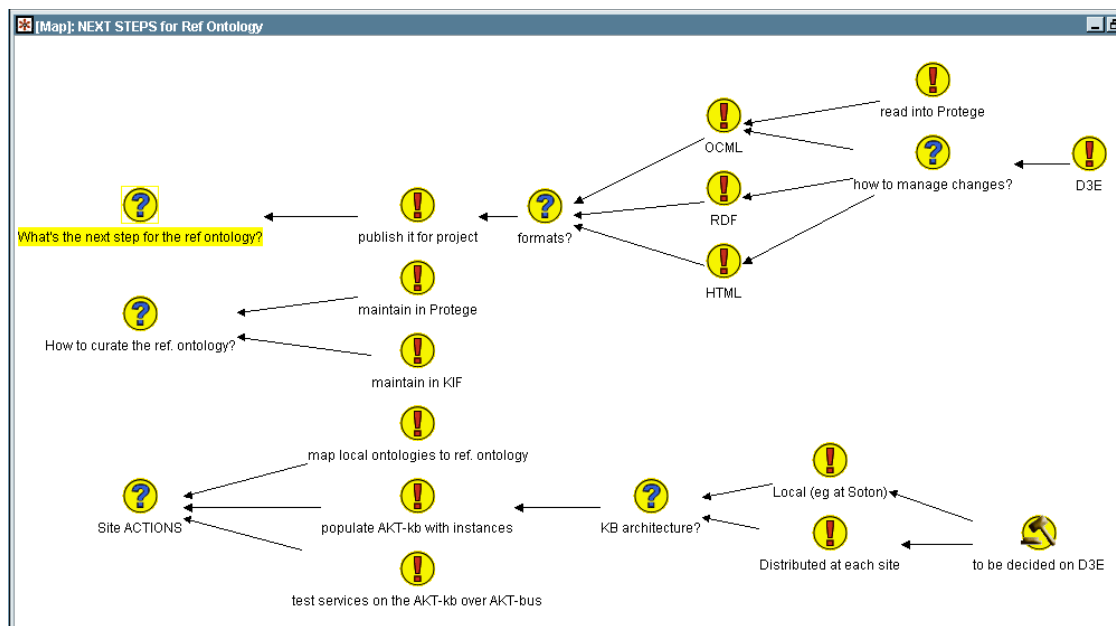 [Map]: NEXT STEPS for Ref Ontology
read into Protege
OCML
how to manage changes?
D3E
RDF
What's the next step for the ref ontology?
publish it for project
formats?
HTML
maintain in Protege
How to curate the ref. ontology?
maintain in KIF
map local ontologies to ref. ontology
Local (eg at Soton)
Site ACTIONS
populate AKT-kb with instances
KB architecture?
Distributed at each site
to be decided on D3E
test services on the AKT-kb over AKT-bus